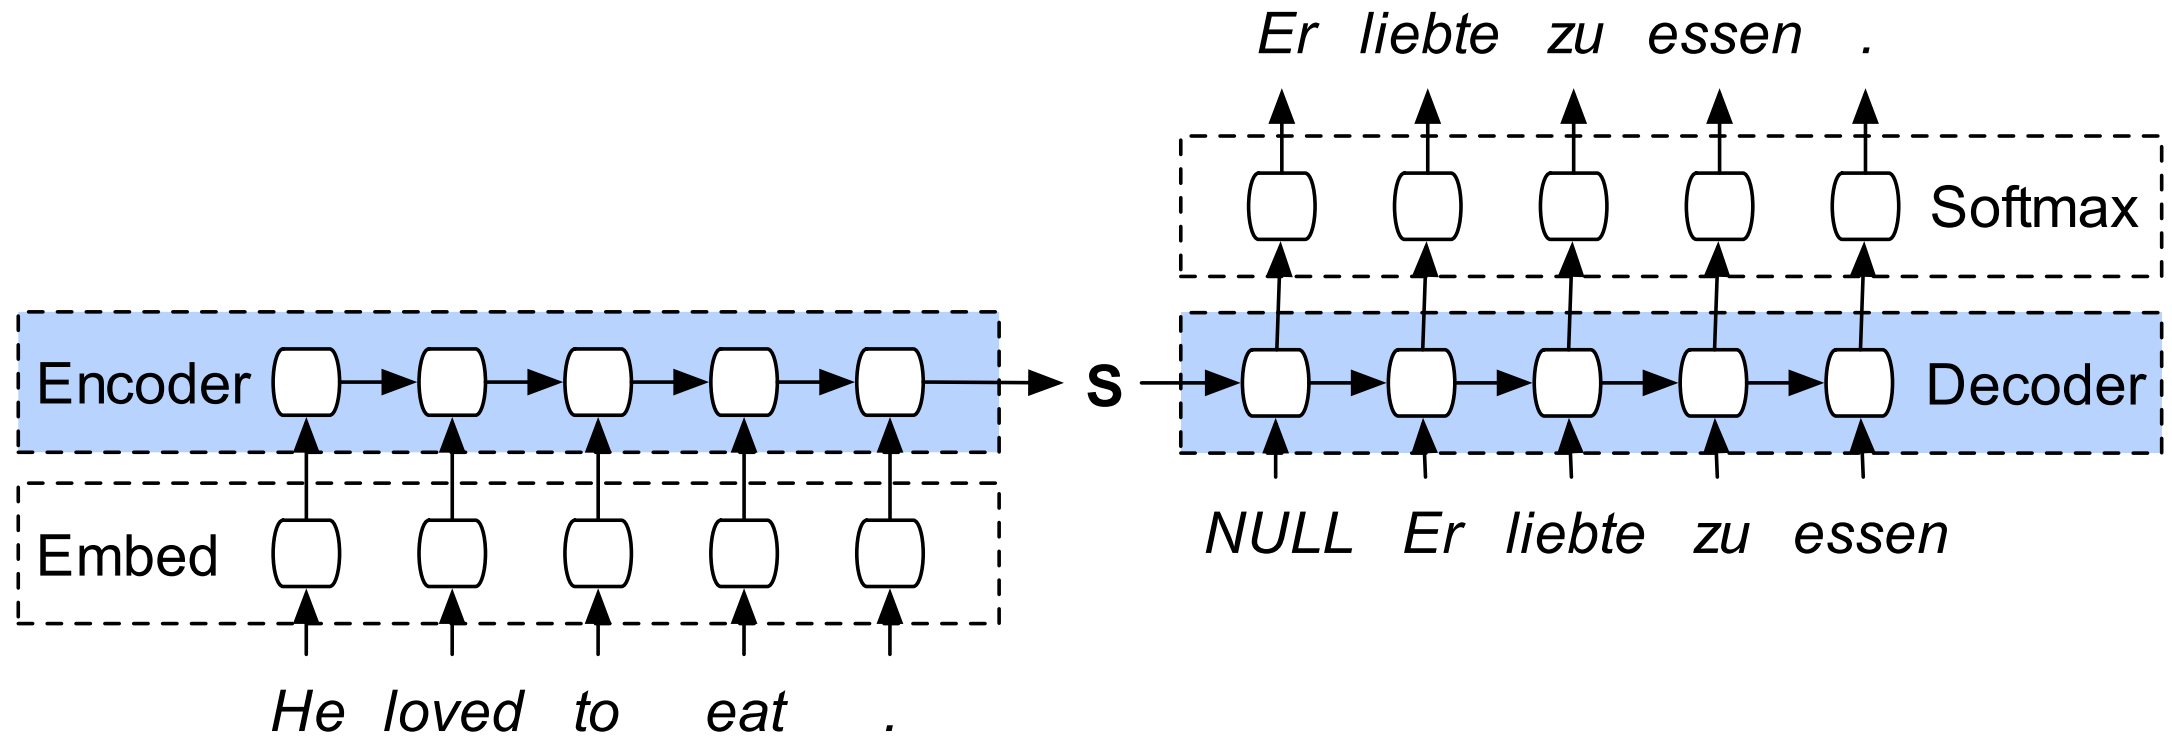 Er liebte zu essen .
Softmax
Encoder
S
Decoder
NULL Er liebte zu essen
Embed
He loved to eat .